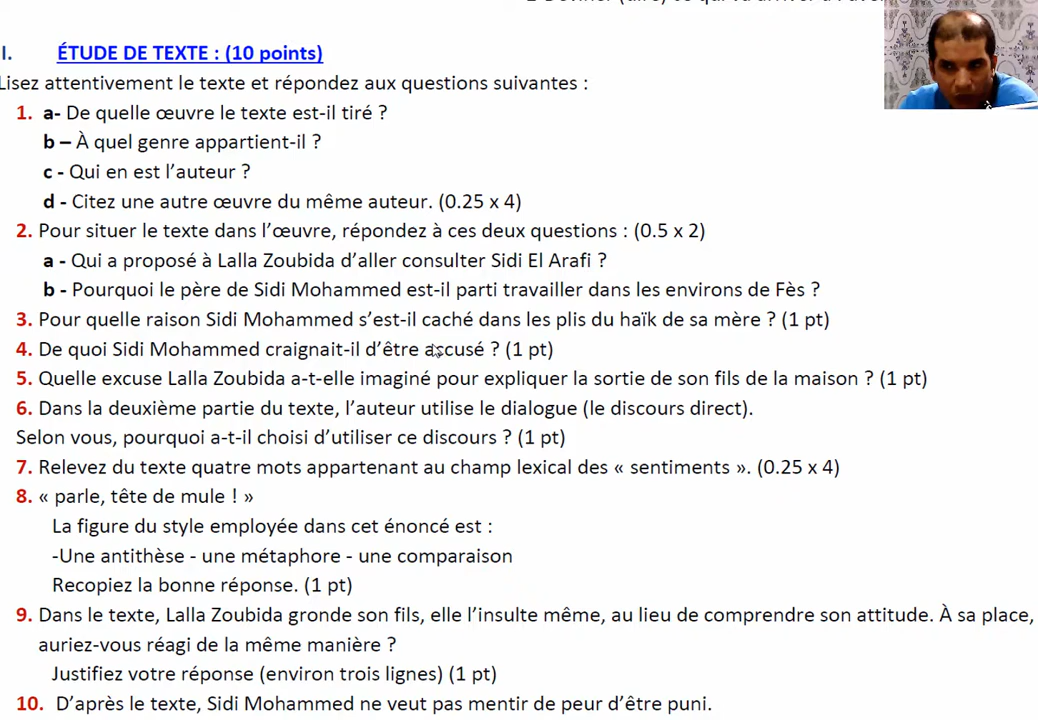 I. ÉTUDE DE TEXTE : (10 points)
Lisez attentivement le texte et répondez aux questions suivantes :
1. a- De quelle œuvre le texte est-il tiré ?
b – À quel genre appartient-il ?
c - Qui en est l’auteur ?
d - Citez une autre œuvre du même auteur. (0.25 x 4)
2. Pour situer le texte dans l’œuvre, répondez à ces deux questions : (0.5 x 2)
a - Qui a proposé à Lalla Zoubida d’aller consulter Sidi El Arafi ?
b - Pourquoi le père de Sidi Mohammed est-il parti travailler dans les environs de Fès ?
3. Pour quelle raison Sidi Mohammed s’est-il caché dans les plis du haïk de sa mère ? (1 pt)
4. De quoi Sidi Mohammed craignait-il d’être accusé ? (1 pt)
5. Quelle excuse Lalla Zoubida a-t-elle imaginé pour expliquer la sortie de son fils de la maison ? (1 pt)
6. Dans la deuxième partie du texte, l’auteur utilise le dialogue (le discours direct).
Selon vous, pourquoi a-t-il choisi d’utiliser ce discours ? (1 pt)
7. Relevez du texte quatre mots appartenant au champ lexical des « sentiments ». (0.25 x 4)
8. « parle, tête de mule ! »
La figure du style employée dans cet énoncé est :
-Une antithèse - une métaphore - une comparaison
Recopiez la bonne réponse. (1 pt)
9. Dans le texte, Lalla Zoubida gronde son fils, elle l’insulte même, au lieu de comprendre son attitude. À sa place,
auriez-vous réagi de la même manière ?
Justifiez votre réponse (environ trois lignes) (1 pt)
10. D’après le texte, Sidi Mohammed ne veut pas mentir de peur d’être puni.